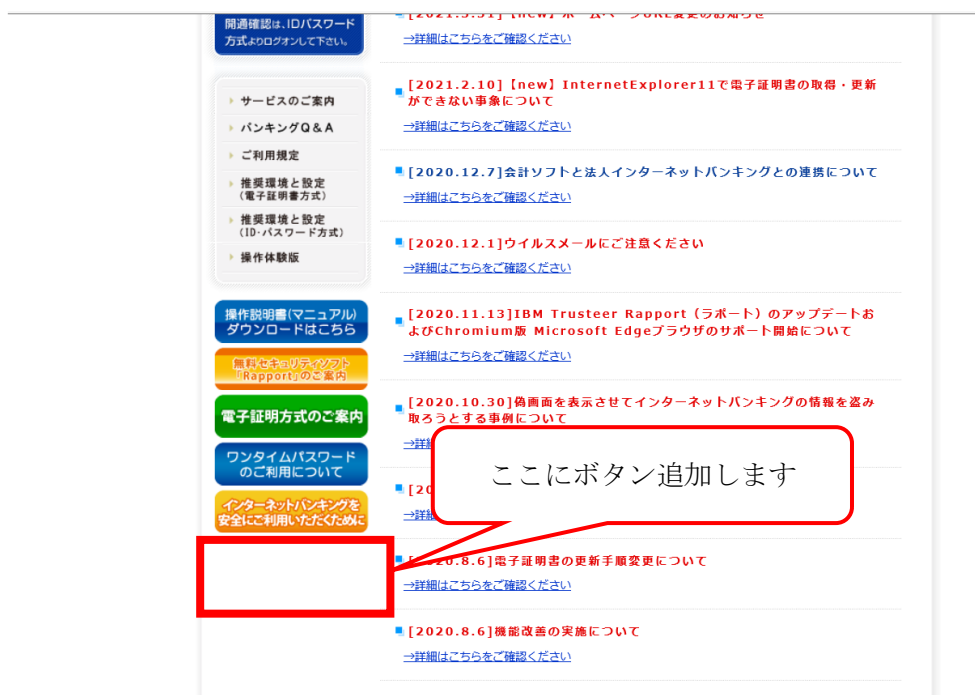 開通確認は、IDパスワード
方式よりログオンして下さい。
サービスのご案内
バンキングQ＆A
ご利用規定
推奨環境と設定
（電子証明書方式）
推奨環境と設定
（ID･パスワード方式）
操作体験版
操作説明書(マニュアル)
ダウンロードはこちら
無料セキュリティソフト
「Rapport」のご案内
電子証明方式のご案内
ワンタイムパスワード
のご利用について
インターネットバンキングを
安全にご利用いただくために
[2021.3.31]【new】ホームページURL変更のお知らせ
→詳細はこちらをご確認ください
[2021.2.10]【new】InternetExplorer11で電子証明書の取得・更新
ができない事象について
→詳細はこちらをご確認ください
[2020.12.7]会計ソフトと法人インターネットバンキングとの連携について
→詳細はこちらをご確認ください
[2020.12.1]ウイルスメールにご注意ください
→詳細はこちらをご確認ください
[2020.11.13]IBM Trusteer Rapport（ラポート）のアップデートお
よびChromium版 Microsoft Edgeブラウザのサポート開始について
→詳細はこちらをご確認ください
[2020.10.30]偽画面を表示させてインターネットバンキングの情報を盗み
取ろうとする事例について
→詳
ここにボタン追加します
[20
→詳
[2020.8.6]電子証明書の更新手順変更について
→詳細はこちらをご確認ください
[2020.8.6]機能改善の実施について
→詳細はこちらをご確認ください